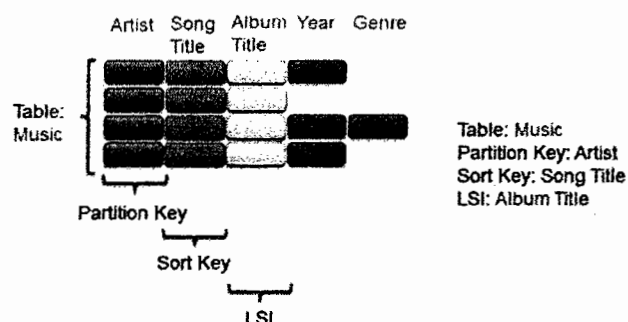 Artist Song Title Album Title Year Genre
Table: Music
Partition Key
Sort Key
LSI
Table: Music
Partition Key: Artist
Sort Key: Song Title
LSI: Album Title